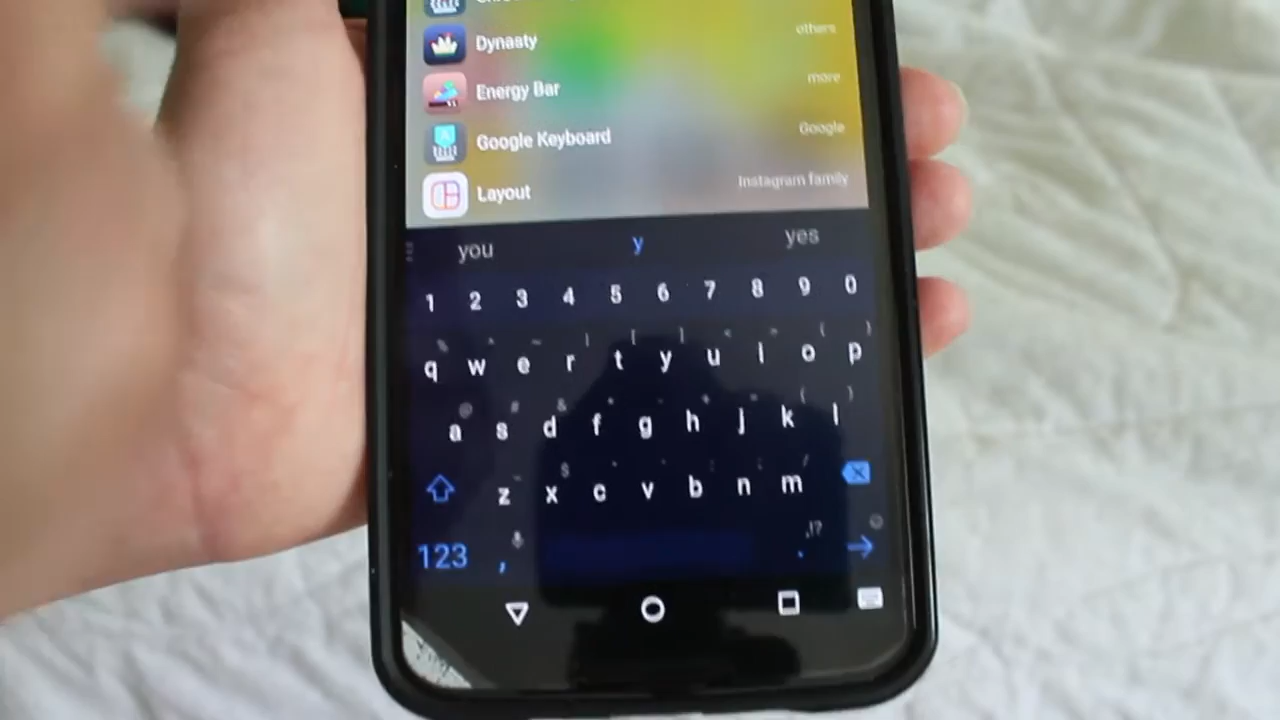 Dynasty others
Energy Bar more
Google Keyboard Google
Layout Instagram family
you y yes
1 2 3 4 5 6 7 8 9 0
q w e r t y u i o p
a s d f g h j k l
z x c v b n m
123 , . ,!?